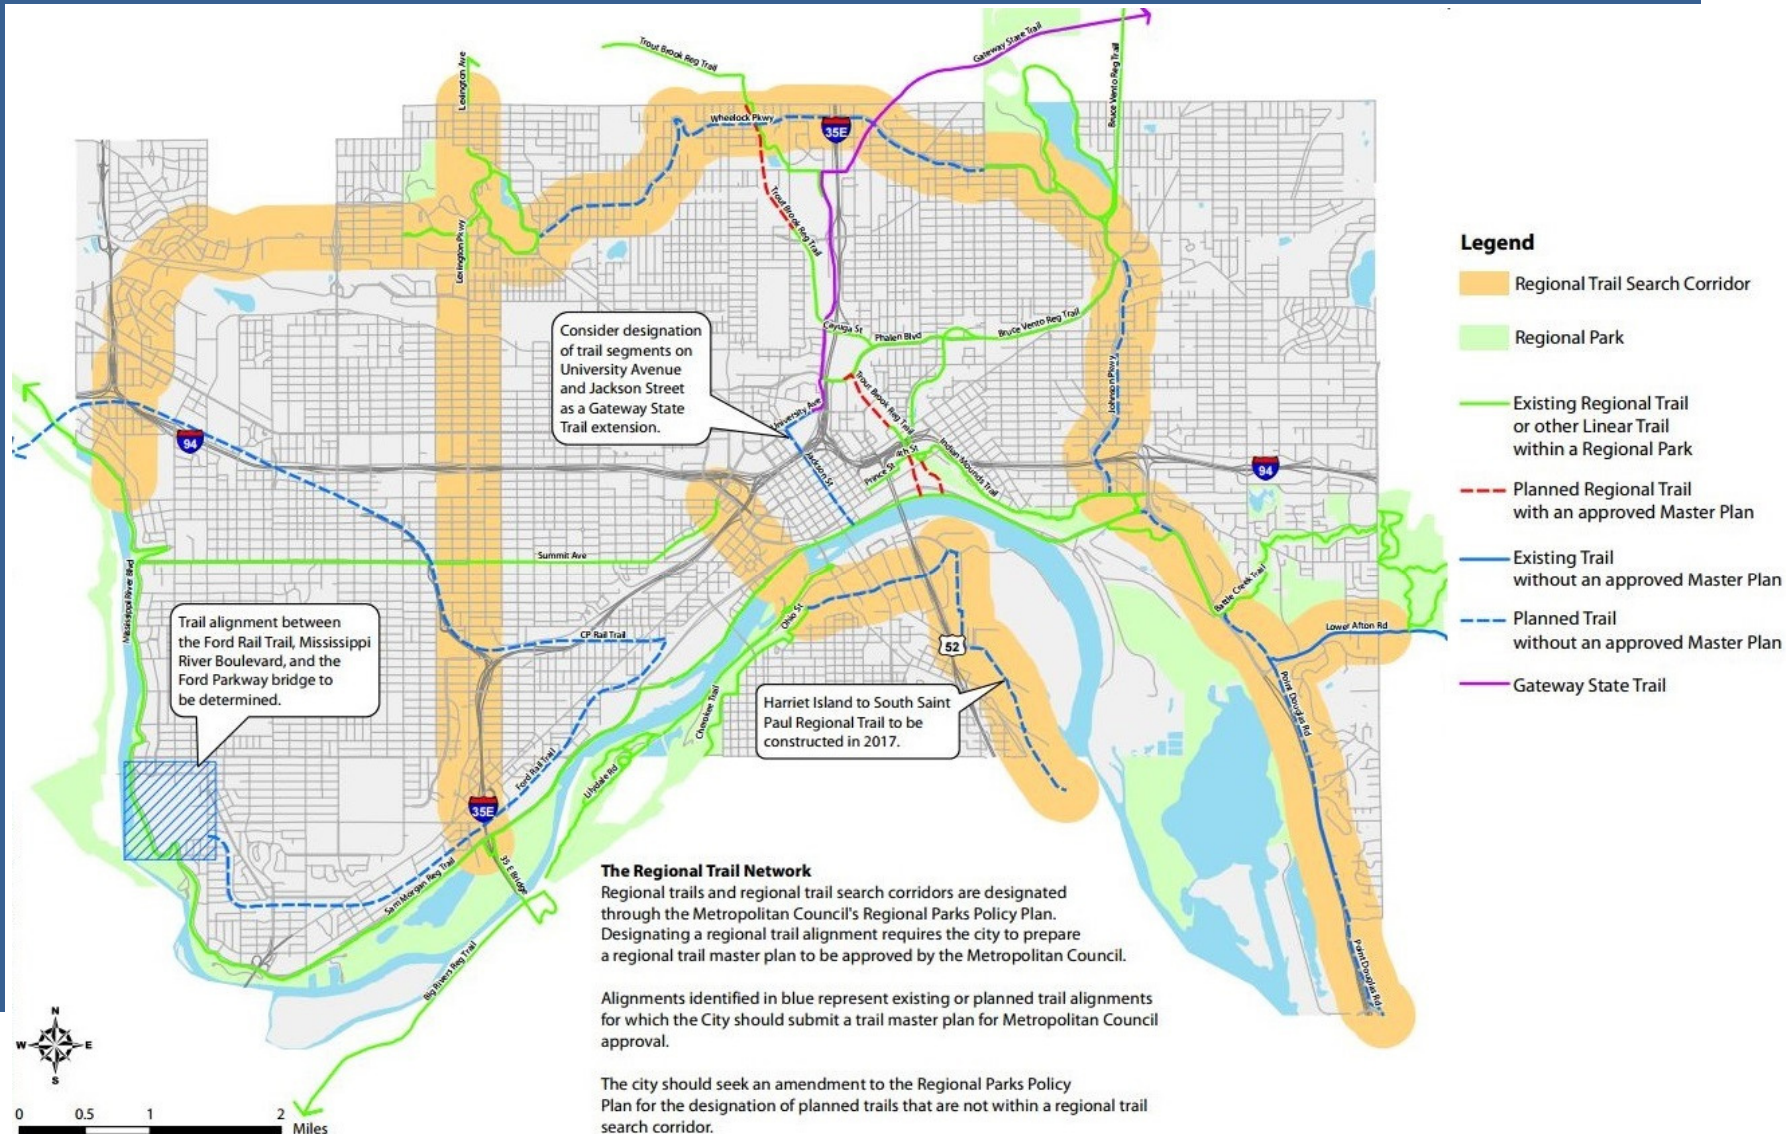 Trout Brook Reg Trail
Gateway State Trail
Bruce Vento Reg Trail
Lexington Ave
Wheelock Pkwy
35E
Trout Brook Reg Trail
Lexington Pkwy
Cayuga St
Phalen Blvd
Bruce Vento Reg Trail
Consider designation
of trail segments on
University Avenue
and Jackson Street
as a Gateway State
Trail extension.
Johnson Pkwy
Trout Brook Reg Trail
University Ave
94
Jackson St
Prince St
4th St
Indian Mounds Trail
94
Summit Ave
Mississippi River Blvd
Battle Creek Trail
Trail alignment between
the Ford Rail Trail, Mississippi
River Boulevard, and the
Ford Parkway bridge to
be determined.
Ohio St
CP Rail Trail
52
Lower Afton Rd
Cherokee Trail
Harriet Island to South Saint
Paul Regional Trail to be
constructed in 2017.
Point Douglas Rd
Ford Rail Trail
Lilydale Rd
35E
Sam Morgan Reg Trail
35 E Bridge
Big Rivers Reg Trail
Point Douglas Rd
Legend
Regional Trail Search Corridor
Regional Park
Existing Regional Trail
or other Linear Trail
within a Regional Park
Planned Regional Trail
with an approved Master Plan
Existing Trail
without an approved Master Plan
Planned Trail
without an approved Master Plan
Gateway State Trail
The Regional Trail Network
Regional trails and regional trail search corridors are designated
through the Metropolitan Council's Regional Parks Policy Plan.
Designating a regional trail alignment requires the city to prepare
a regional trail master plan to be approved by the Metropolitan Council.
Alignments identified in blue represent existing or planned trail alignments
for which the City should submit a trail master plan for Metropolitan Council
approval.
The city should seek an amendment to the Regional Parks Policy
Plan for the designation of planned trails that are not within a regional trail
search corridor.
N
W E
S
0 0.5 1 2
Miles